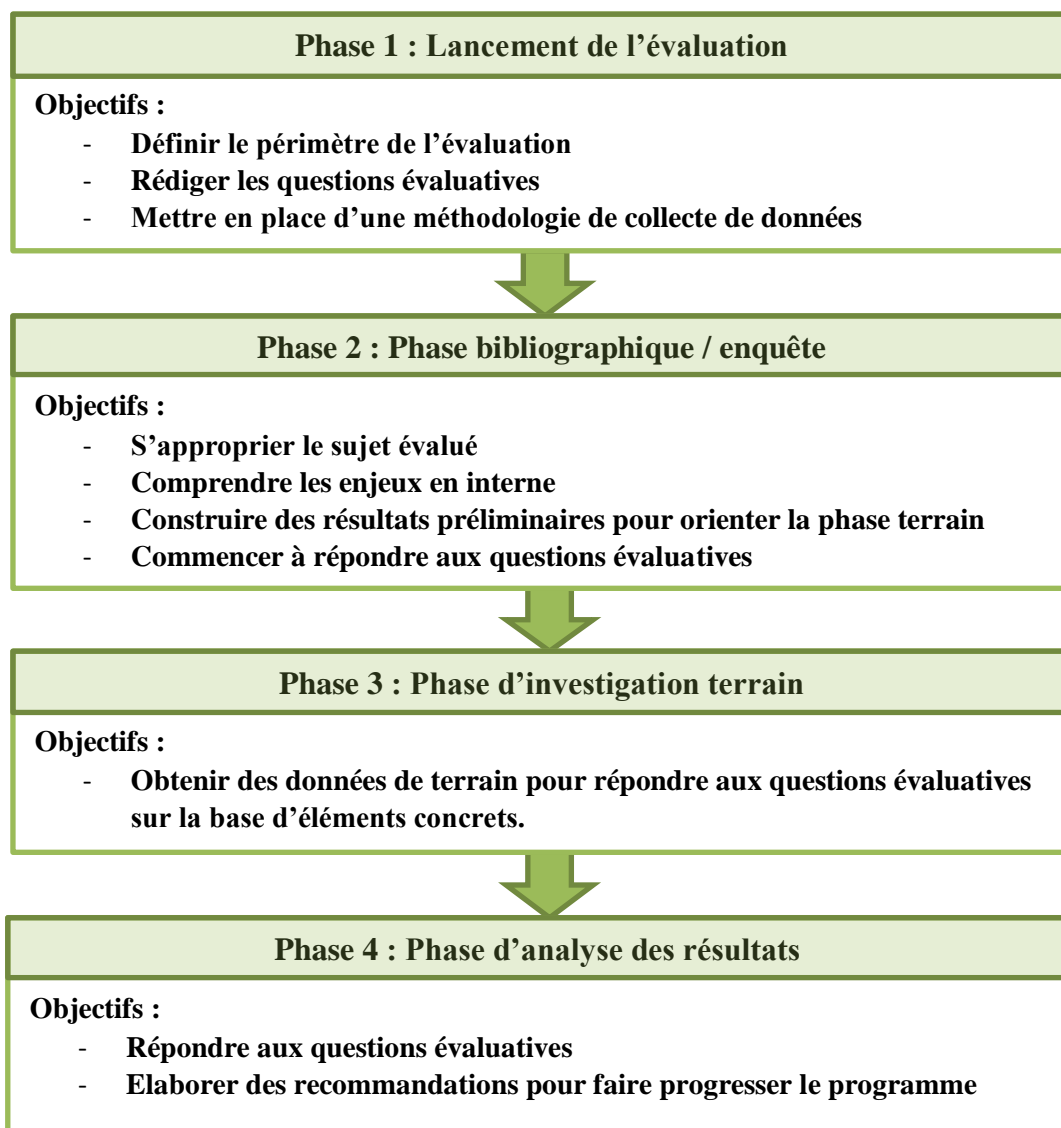 Phase 1 : Lancement de l’évaluation
Objectifs :
- Définir le périmètre de l’évaluation
- Rédiger les questions évaluatives
- Mettre en place d’une méthodologie de collecte de données
Phase 2 : Phase bibliographique / enquête
Objectifs :
- S’approprier le sujet évalué
- Comprendre les enjeux en interne
- Construire des résultats préliminaires pour orienter la phase terrain
- Commencer à répondre aux questions évaluatives
Phase 3 : Phase d’investigation terrain
Objectifs :
- Obtenir des données de terrain pour répondre aux questions évaluatives
sur la base d’éléments concrets.
Phase 4 : Phase d’analyse des résultats
Objectifs :
- Répondre aux questions évaluatives
- Elaborer des recommandations pour faire progresser le programme